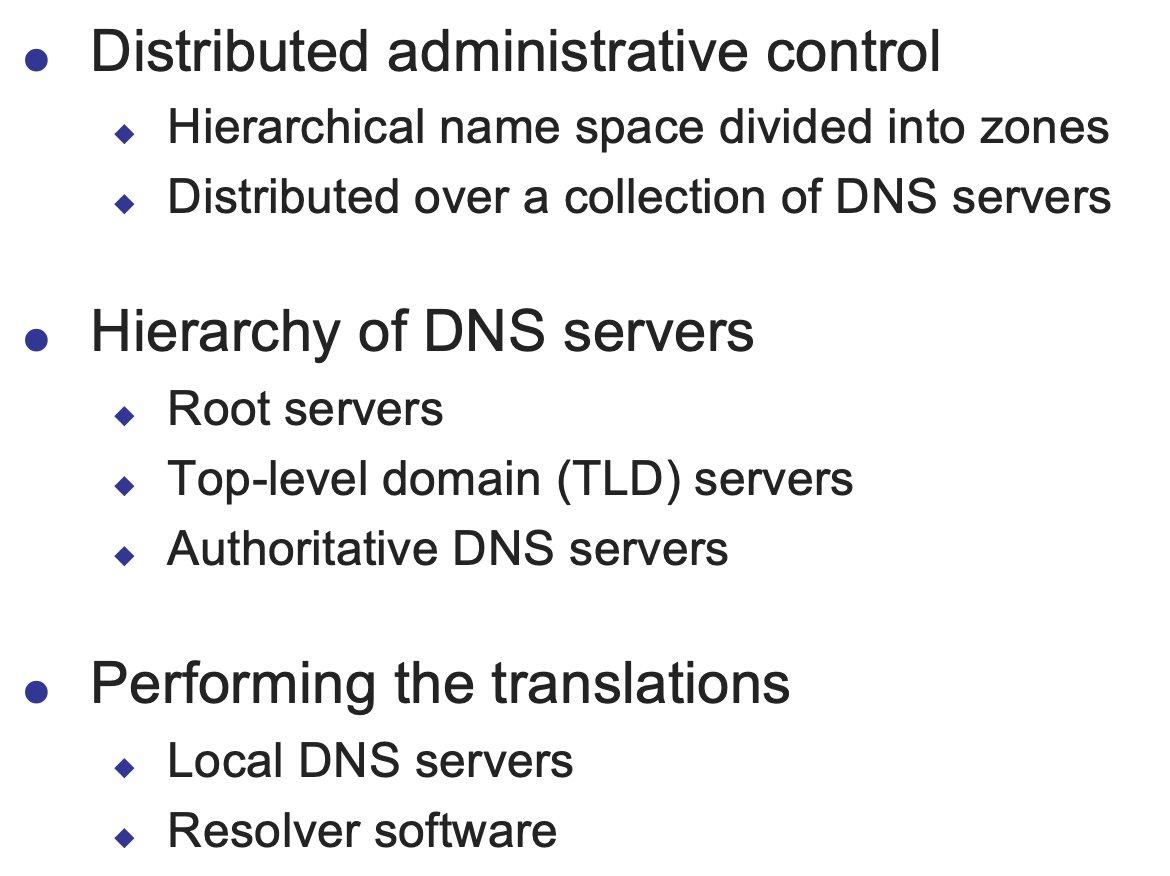 Distributed administrative control
Hierarchical name space divided into zones
Distributed over a collection of DNS servers
Hierarchy of DNS servers
Root servers
Top-level domain (TLD) servers
Authoritative DNS servers
Performing the translations
Local DNS servers
Resolver software